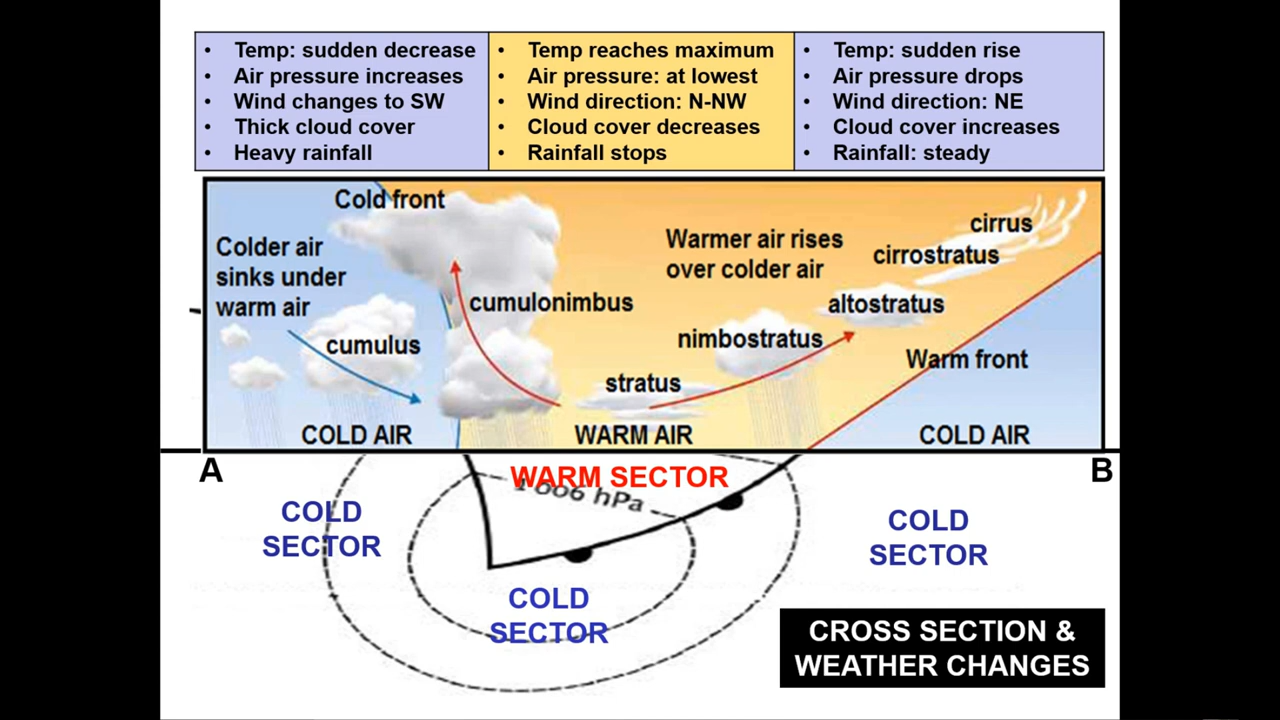 • Temp: sudden decrease
• Air pressure increases
• Wind changes to SW
• Thick cloud cover
• Heavy rainfall
• Temp reaches maximum
• Air pressure: at lowest
• Wind direction: N-NW
• Cloud cover decreases
• Rainfall stops
• Temp: sudden rise
• Air pressure drops
• Wind direction: NE
• Cloud cover increases
• Rainfall: steady
Cold front
Colder air
sinks under
warm air
cumulus
cumulonimbus
Warmer air rises
over colder air
cirrus
cirrostratus
altostratus
nimbostratus
stratus
Warm front
COLD AIR
WARM AIR
COLD AIR
A
B
WARM SECTOR
1 006 hPa
COLD
SECTOR
COLD
SECTOR
COLD
SECTOR
CROSS SECTION &
WEATHER CHANGES